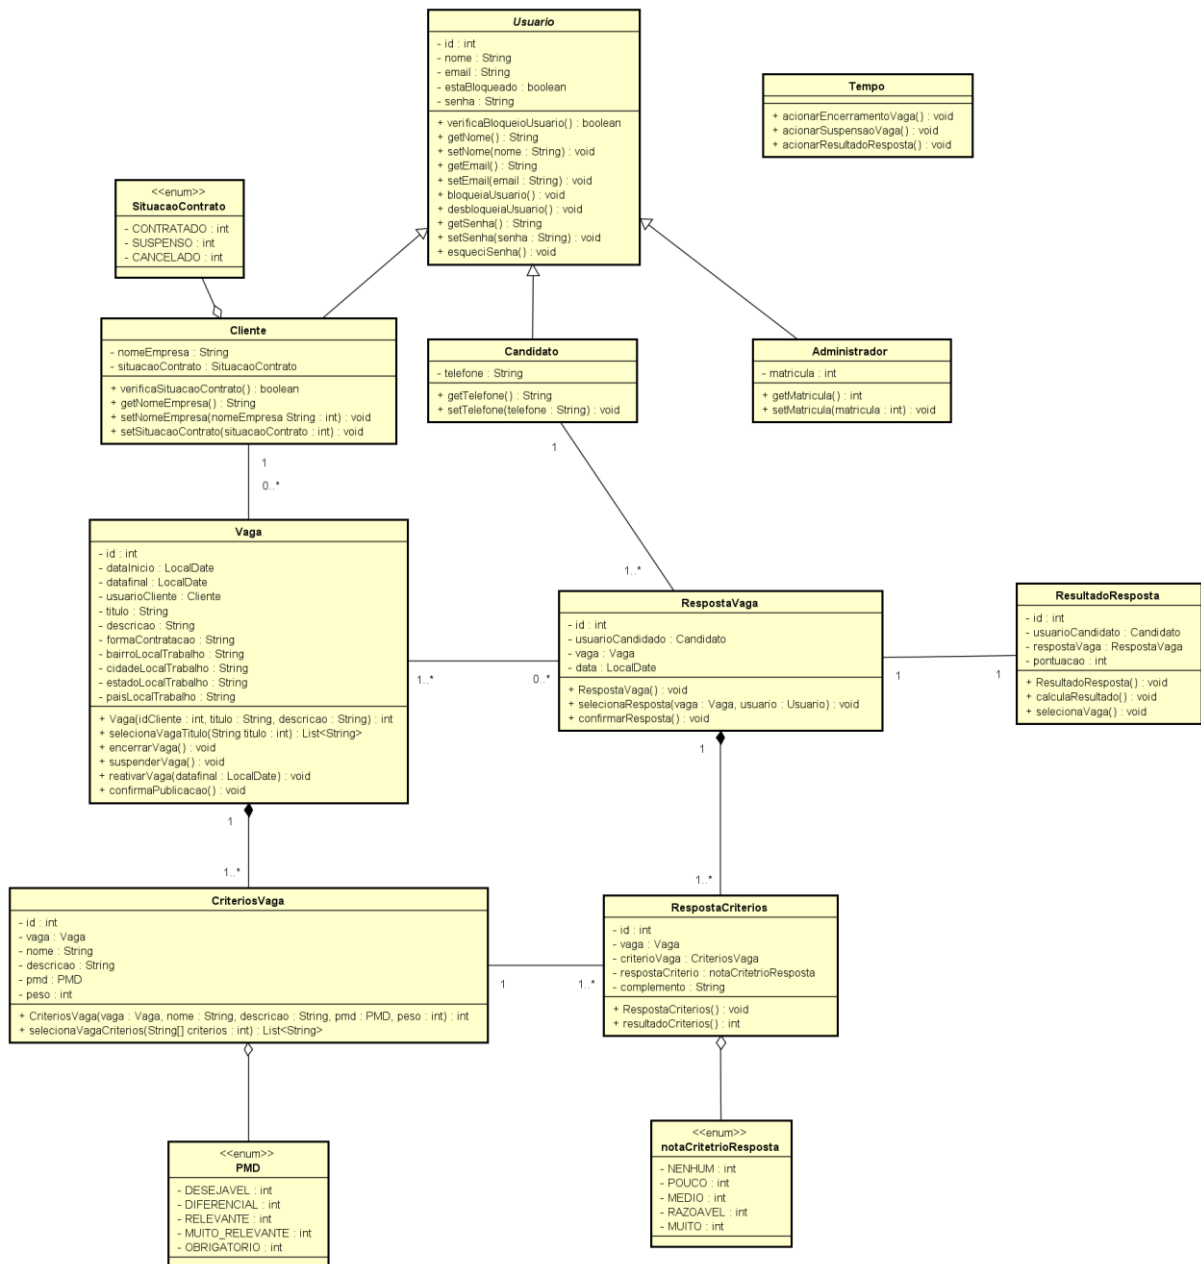 Usuario
- id : int
- nome : String
- email : String
- estaBloqueado : boolean
- senha : String
+ verificaBloqueioUsuario() : boolean
+ getNome() : String
+ setNome(nome : String) : void
+ getEmail() : String
+ setEmail(email : String) : void
+ bloqueiaUsuario() : void
+ desbloqueiaUsuario() : void
+ getSenha() : String
+ setSenha(senha : String) : void
+ esqueciSenha() : void
Tempo
+ acionarEncerramentoVaga() : void
+ acionarSuspensaoVaga() : void
+ acionarResultadoResposta() : void
<<enum>>
SituacaoContrato
- CONTRATADO : int
- SUSPENSO : int
- CANCELADO : int
Cliente
- nomeEmpresa : String
- situacaoContrato : SituacaoContrato
+ verificaSituacaoContrato() : boolean
+ getNomeEmpresa() : String
+ setNomeEmpresa(nomeEmpresa String : int) : void
+ setSituacaoContrato(situacaoContrato : int) : void
Candidato
- telefone : String
+ getTelefone() : String
+ setTelefone(telefone : String) : void
Administrador
- matricula : int
+ getMatricula() : int
+ setMatricula(matricula : int) : void
1
0..*
1
1..*
Vaga
- id : int
- dataInicio : LocalDate
- datafinal : LocalDate
- usuarioCliente : Cliente
- titulo : String
- descricao : String
- formaContratacao : String
- bairroLocalTrabalho : String
- cidadeLocalTrabalho : String
- estadoLocalTrabalho : String
- paisLocalTrabalho : String
+ Vaga(idCliente : int, titulo : String, descricao : String) : int
+ selecionaVagaTitulo(String titulo : int) : List<String>
+ encerrarVaga() : void
+ suspenderVaga() : void
+ reativarVaga(datafinal : LocalDate) : void
+ confirmaPublicacao() : void
1..*
0..*
RespostaVaga
- id : int
- usuarioCandidado : Candidato
- vaga : Vaga
- data : LocalDate
+ RespostaVaga() : void
+ selecionaResposta(vaga : Vaga, usuario : Usuario) : void
+ confirmarResposta() : void
1
1
ResultadoResposta
- id : int
- usuarioCandidato : Candidato
- respostaVaga : RespostaVaga
- pontuacao : int
+ ResultadoResposta() : void
+ calculaResultado() : void
+ selecionaVaga() : void
1
1..*
1
1..*
CriteriosVaga
- id : int
- vaga : Vaga
- nome : String
- descricao : String
- pmd : PMD
- peso : int
+ CriteriosVaga(vaga : Vaga, nome : String, descricao : String, pmd : PMD, peso : int) : int
+ selecionaVagaCriterios(String[] criterios : int) : List<String>
1
1..*
RespostaCriterios
- id : int
- vaga : Vaga
- criterioVaga : CriteriosVaga
- respostaCriterio : notaCritetrioResposta
- complemento : String
+ RespostaCriterios() : void
+ resultadoCriterios() : int
<<enum>>
PMD
- DESEJAVEL : int
- DIFERENCIAL : int
- RELEVANTE : int
- MUITO_RELEVANTE : int
- OBRIGATORIO : int
<<enum>>
notaCritetrioResposta
- NENHUM : int
- POUCO : int
- MEDIO : int
- RAZOAVEL : int
- MUITO : int